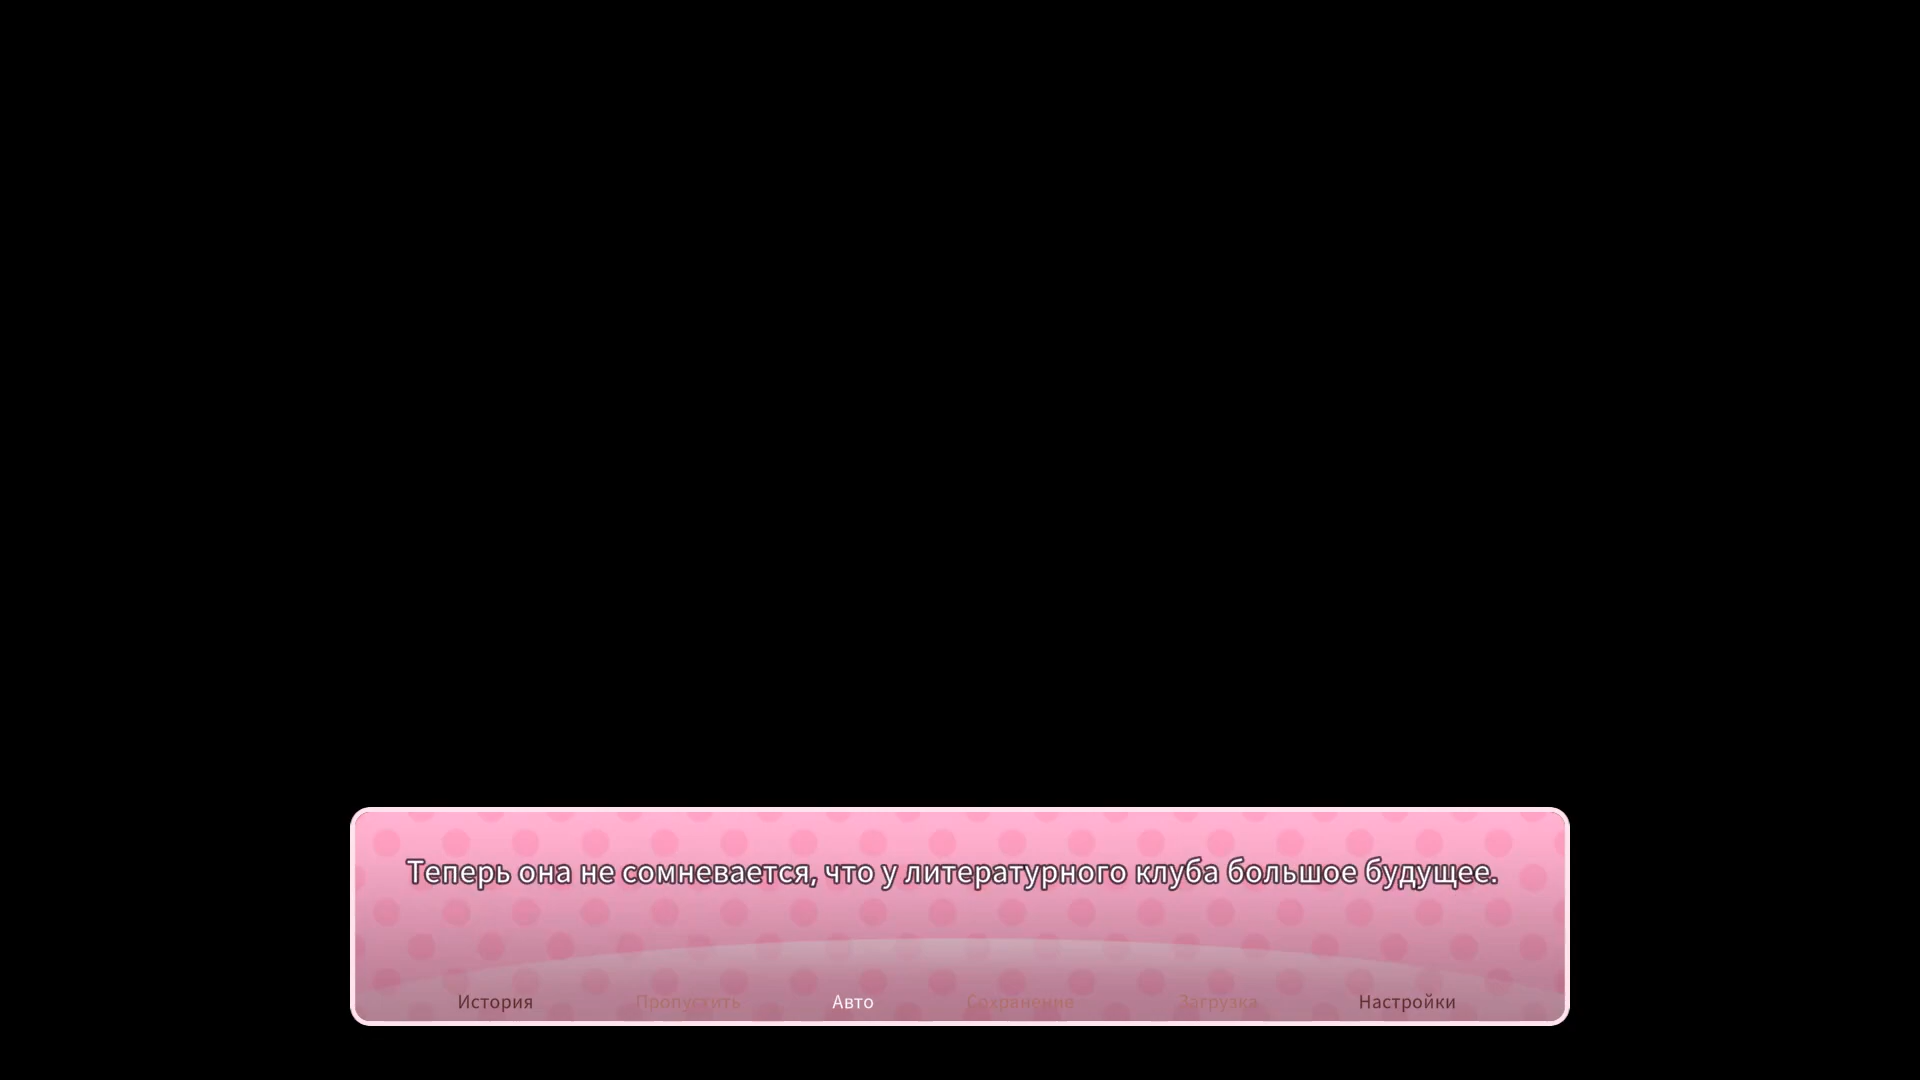 Теперь она не сомневается, что у литературного клуба большое будущее.
История Пропустить Авто Сохранение Загрузка Настройки